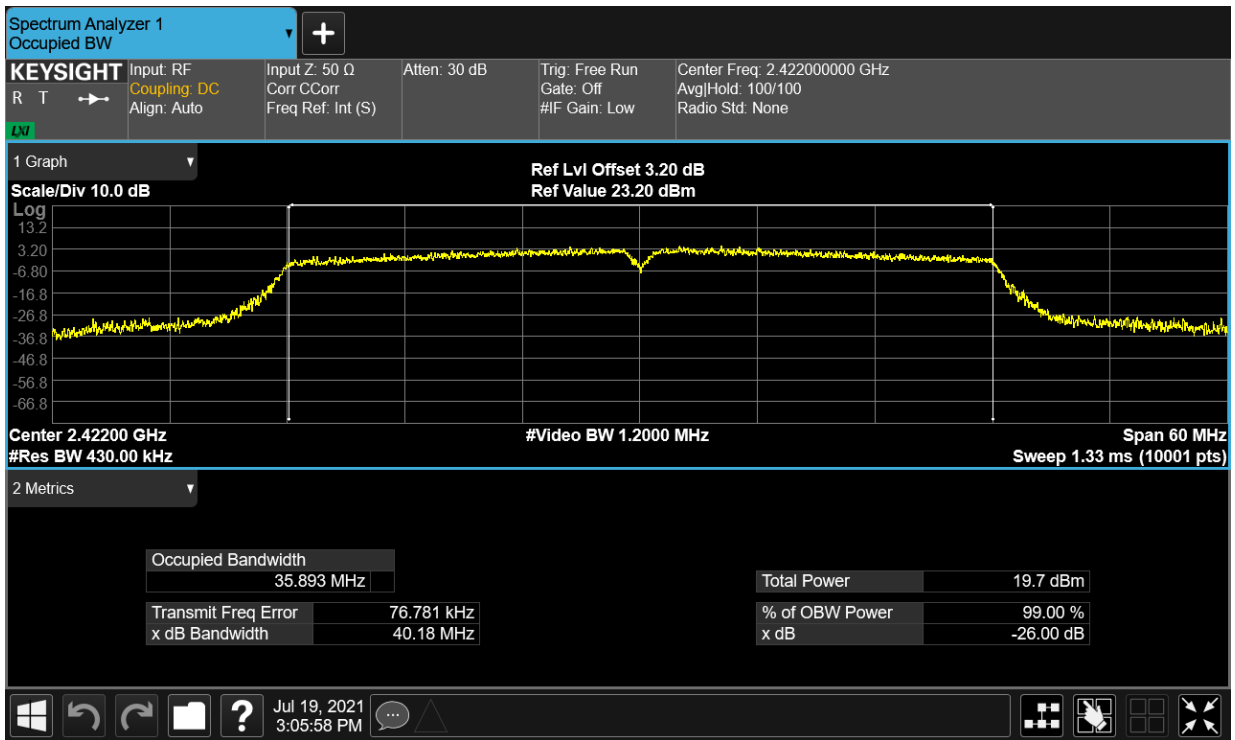 Spectrum Analyzer 1
Occupied BW
+
KEYSIGHT
R T
LXI
Input: RF
Coupling: DC
Align: Auto
Input Z: 50 Ω
Corr CCorr
Freq Ref: Int (S)
Atten: 30 dB
Trig: Free Run
Gate: Off
#IF Gain: Low
Center Freq: 2.422000000 GHz
Avg|Hold: 100/100
Radio Std: None
1 Graph
Scale/Div 10.0 dB
Ref Lvl Offset 3.20 dB
Ref Value 23.20 dBm
Log
13.2
3.20
-6.80
-16.8
-26.8
-36.8
-46.8
-56.8
-66.8
Center 2.42200 GHz
#Video BW 1.2000 MHz
Span 60 MHz
#Res BW 430.00 kHz
Sweep 1.33 ms (10001 pts)
2 Metrics
Occupied Bandwidth
35.893 MHz
Total Power 19.7 dBm
Transmit Freq Error 76.781 kHz
% of OBW Power 99.00 %
x dB Bandwidth 40.18 MHz
x dB -26.00 dB
?
Jul 19, 2021
3:05:58 PM